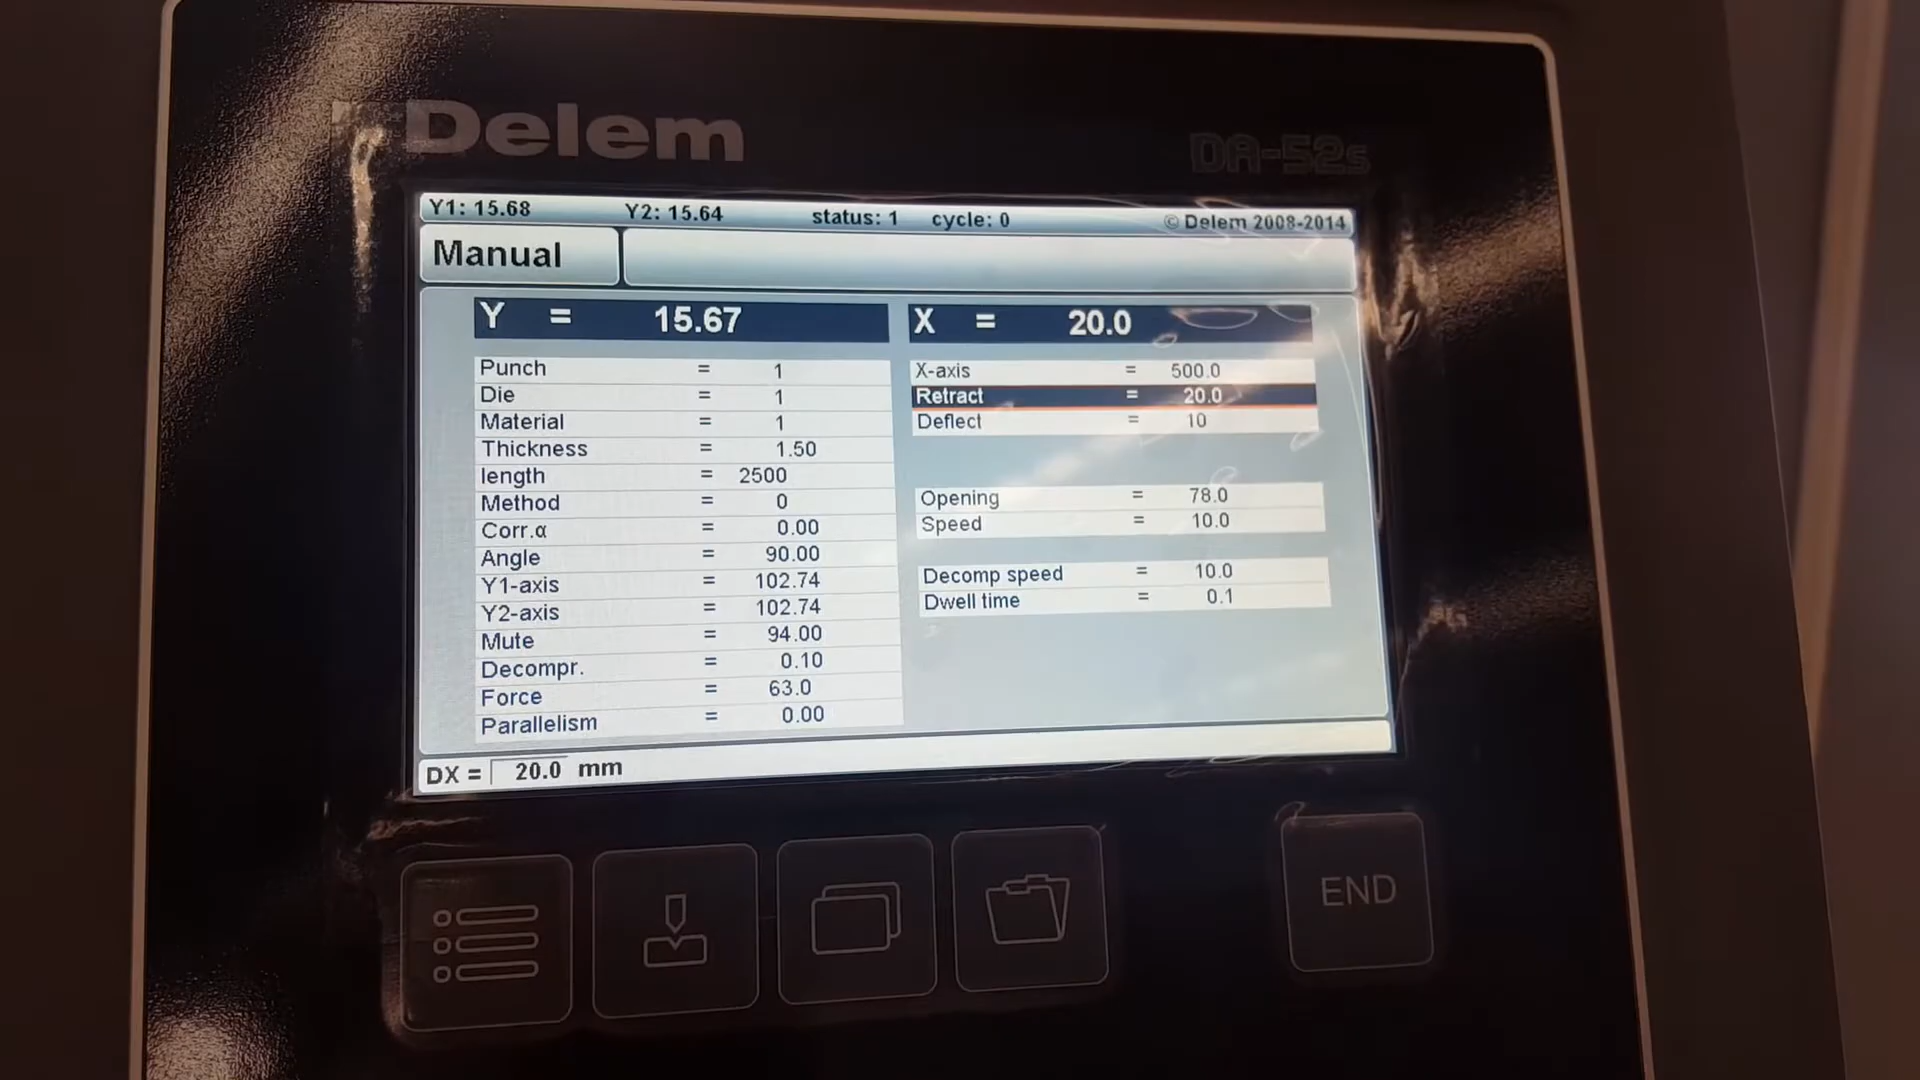 Delem
DA-52s
Y1: 15.68 Y2: 15.64 status: 1 cycle: 0 © Delem 2008-2014
Manual
Y = 15.67
Punch = 1
Die = 1
Material = 1
Thickness = 1.50
length = 2500
Method = 0
Corr.α = 0.00
Angle = 90.00
Y1-axis = 102.74
Y2-axis = 102.74
Mute = 94.00
Decompr. = 0.10
Force = 63.0
Parallelism = 0.00
X = 20.0
X-axis = 500.0
Retract = 20.0
Deflect = 10
Opening = 78.0
Speed = 10.0
Decomp speed = 10.0
Dwell time = 0.1
DX = 20.0 mm
END